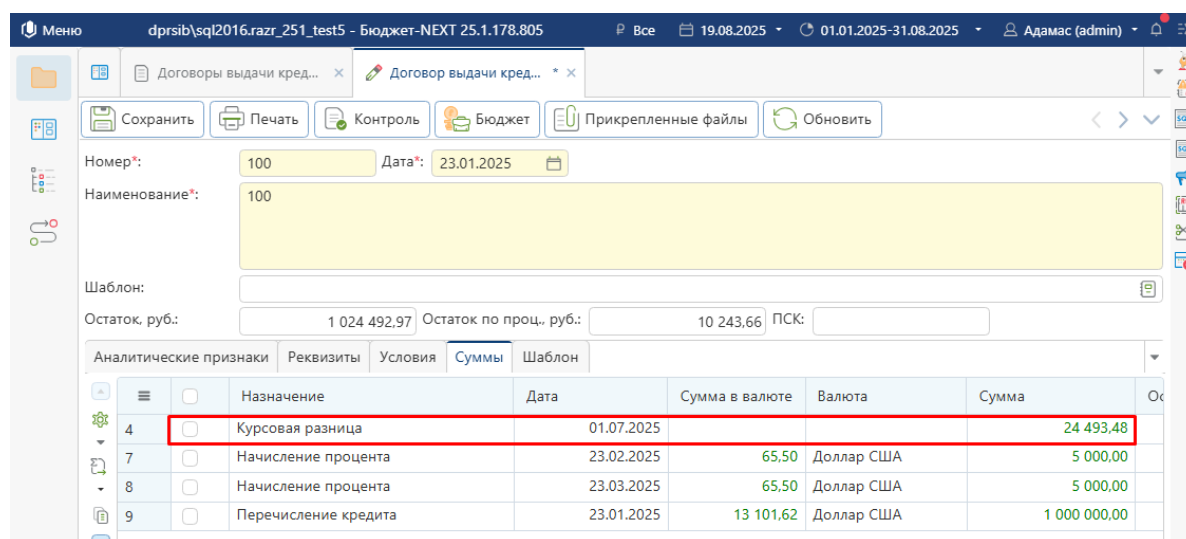 Меню dprsib\sql2016.razr_251_test5 - Бюджет-NEXT 25.1.178.805 ₽ Все 19.08.2025 01.01.2025-31.08.2025 Адамас (admin)
Договоры выдачи кред... × Договор выдачи кред... * ×
Сохранить Печать Контроль Бюджет Прикрепленные файлы Обновить
Номер*: 100 Дата*: 23.01.2025
Наименование*: 100
Шаблон:
Остаток, руб.: 1 024 492,97 Остаток по проц., руб.: 10 243,66 ПСК:
Аналитические признаки Реквизиты Условия Суммы Шаблон
Назначение Дата Сумма в валюте Валюта Сумма
4 Курсовая разница 01.07.2025 24 493,48
7 Начисление процента 23.02.2025 65,50 Доллар США 5 000,00
8 Начисление процента 23.03.2025 65,50 Доллар США 5 000,00
9 Перечисление кредита 23.01.2025 13 101,62 Доллар США 1 000 000,00